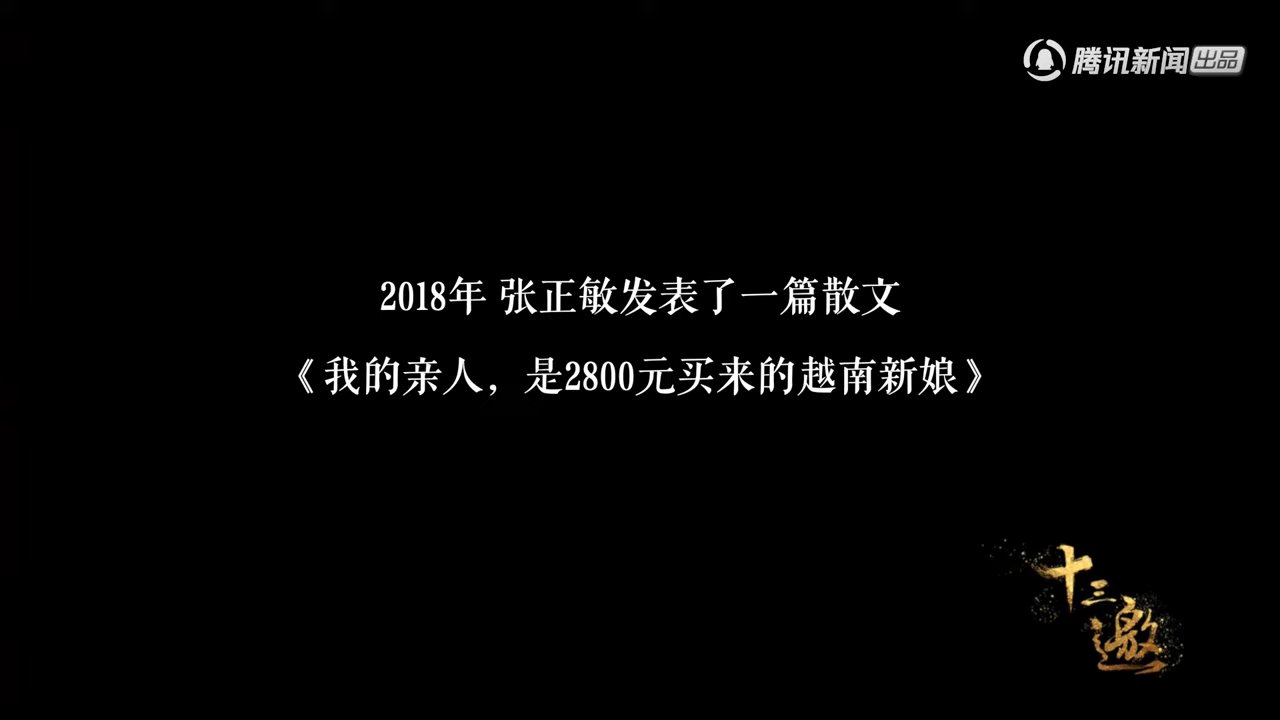 腾讯新闻出品
2018年 张正敏发表了一篇散文
《我的亲人，是2800元买来的越南新娘》
十三邀